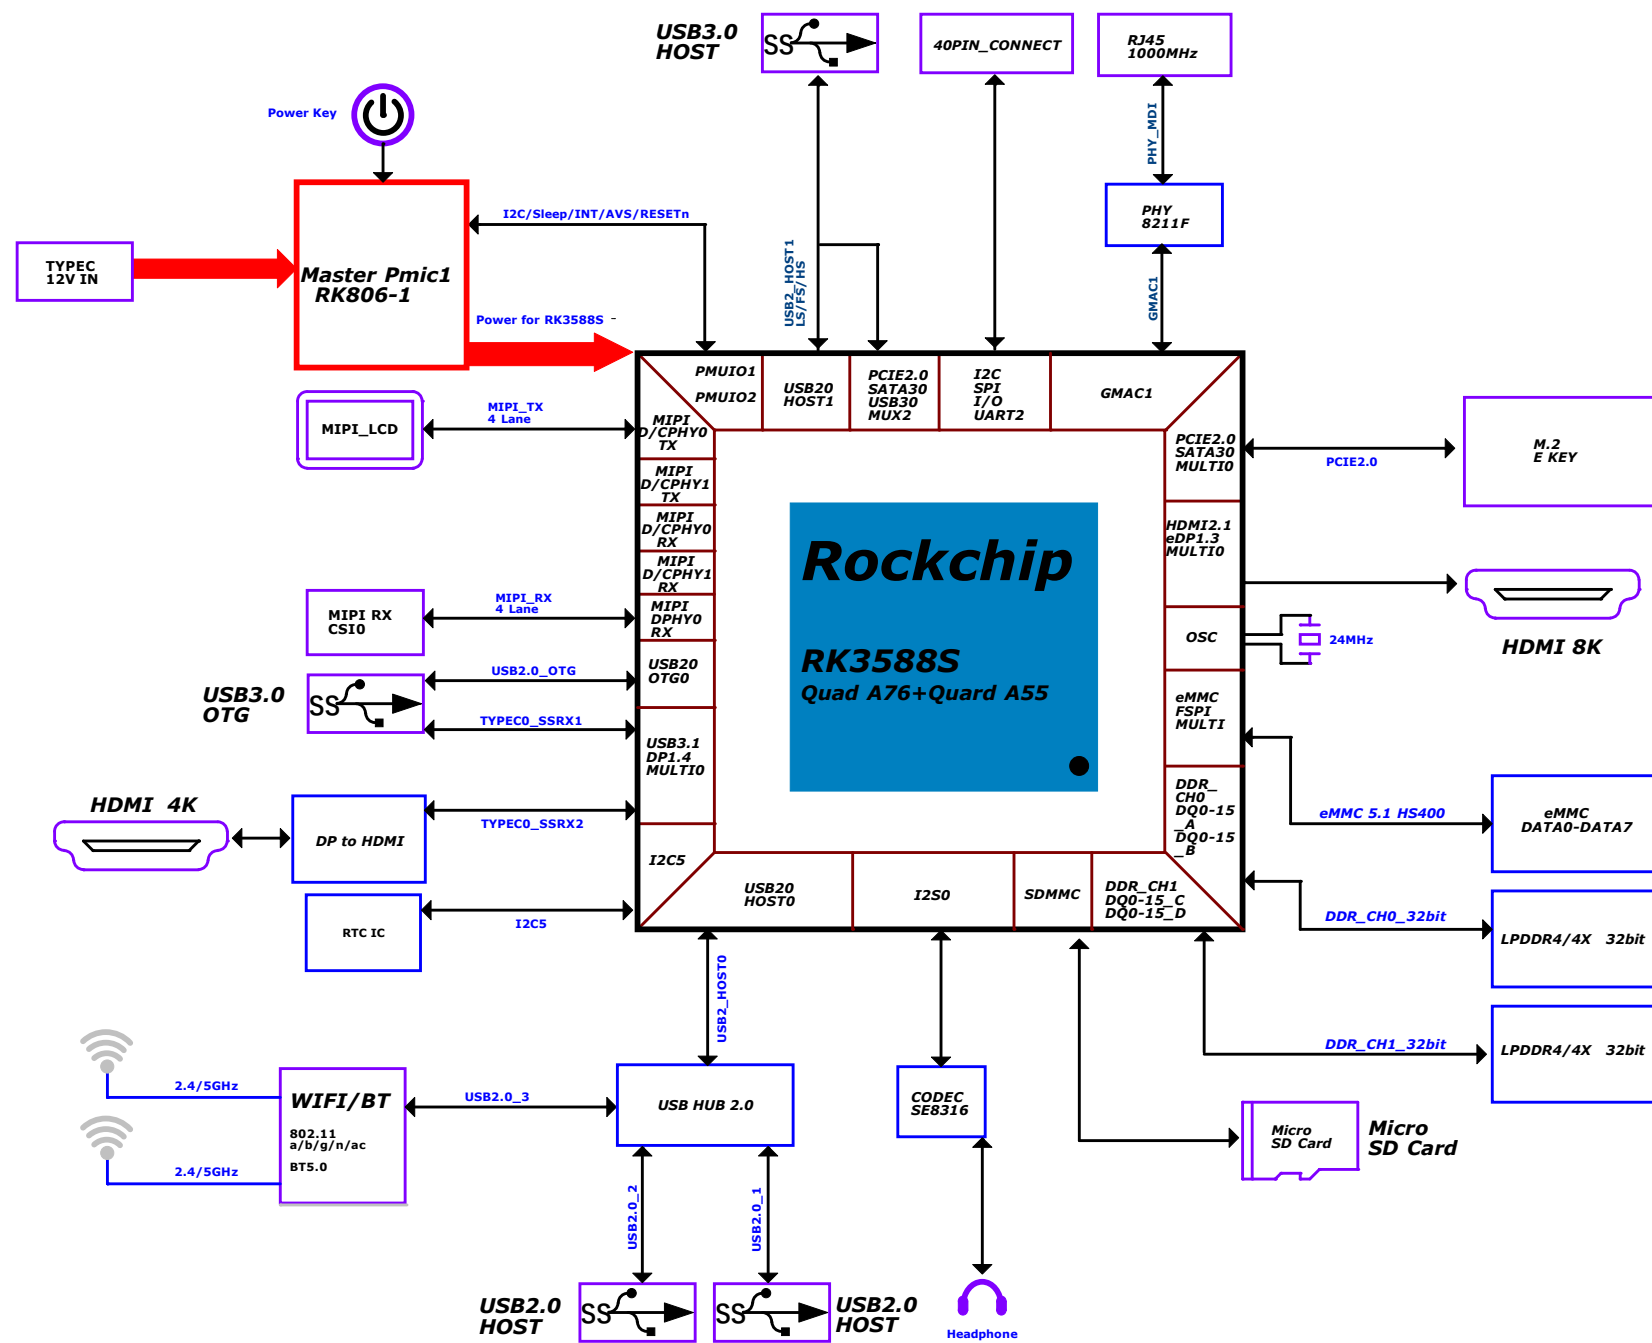 USB3.0
HOST
SS
40PIN_CONNECT
RJ45
1000MHz
Power Key
PHY_MDI
PHY
8211F
I2C/Sleep/INT/AVS/RESETn
TYPEC
12V IN
Master Pmic1
RK806-1
USB2_HOST1
LS/FS/HS
GMAC1
Power for RK3588S -
PMUIO1
PMUIO2
USB20
HOST1
PCIE2.0
SATA30
USB30
MUX2
I2C
SPI
I/O
UART2
GMAC1
MIPI_LCD
MIPI_TX
4 Lane
MIPI
D/CPHY0
TX
MIPI
D/CPHY1
TX
MIPI
D/CPHY0
RX
MIPI
D/CPHY1
RX
MIPI
DPHY0
RX
PCIE2.0
SATA30
MULTI0
PCIE2.0
M.2
E KEY
HDMI2.1
eDP1.3
MULTI0
HDMI 8K
Rockchip
RK3588S
Quad A76+Quard A55
MIPI RX
CSI0
MIPI_RX
4 Lane
OSC
24MHz
USB3.0
OTG
SS
USB2.0_OTG
TYPEC0_SSRX1
USB20
OTG0
USB3.1
DP1.4
MULTI0
eMMC
FSPI
MULTI
HDMI  4K
DP to HDMI
TYPEC0_SSRX2
I2C5
DDR_
CH0
DQ0-15
_A
DQ0-15
_B
eMMC 5.1 HS400
eMMC
DATA0-DATA7
RTC IC
I2C5
USB20
HOST0
I2S0
SDMMC
DDR_CH1
DQ0-15_C
DQ0-15_D
DDR_CH0_32bit
LPDDR4/4X  32bit
USB2_HOST0
DDR_CH1_32bit
LPDDR4/4X  32bit
2.4/5GHz
2.4/5GHz
WIFI/BT
802.11
a/b/g/n/ac
BT5.0
USB2.0_3
USB HUB 2.0
CODEC
SE8316
Micro
SD Card
Micro
SD Card
USB2.0_2
USB2.0_1
USB2.0
HOST
SS
SS
USB2.0
HOST
Headphone